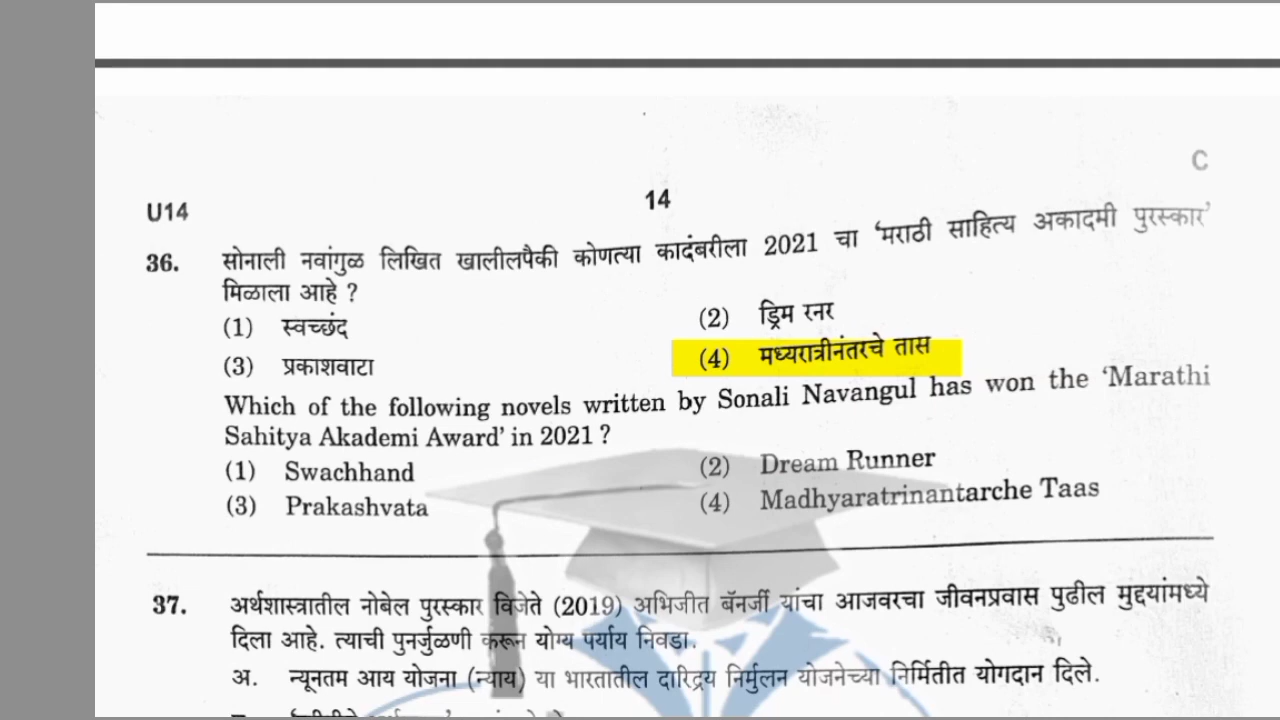 C
U14 14
36. सोनाली नवांगुळ लिखित खालीलपैकी कोणत्या कादंबरीला 2021 चा ‘मराठी साहित्य अकादमी पुरस्कार’
मिळाला आहे ?
(1) स्वच्छंद (2) ड्रिम रनर
(3) प्रकाशवाटा (4) मध्यरात्रीनंतरचे तास
Which of the following novels written by Sonali Navangul has won the ‘Marathi
Sahitya Akademi Award’ in 2021 ?
(1) Swachhand (2) Dream Runner
(3) Prakashvata (4) Madhyaratrinantarche Taas
37. अर्थशास्त्रातील नोबेल पुरस्कार विजेते (2019) अभिजीत बॅनर्जी यांचा आजवरचा जीवनप्रवास पुढील मुद्दयांमध्ये
दिला आहे. त्याची पुनर्जुळणी करून योग्य पर्याय निवडा.
अ. न्यूनतम आय योजना (न्याय) या भारतातील दारिद्रय निर्मुलन योजनेच्या निर्मितीत योगदान दिले.